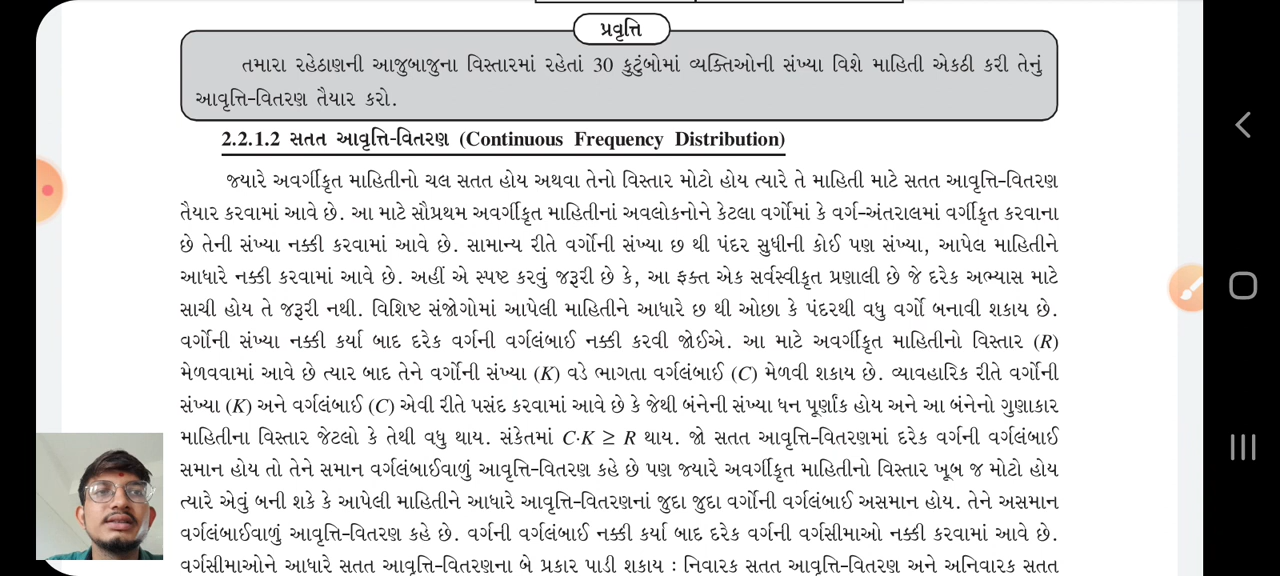 પ્રવૃત્તિ
તમારા રહેઠાણની આજુબાજુના વિસ્તારમાં રહેતાં 30 કુટુંબોમાં વ્યક્તિઓની સંખ્યા વિશે માહિતી એકઠી કરી તેનું
આવૃત્તિ-વિતરણ તૈયાર કરો.
2.2.1.2 સતત આવૃત્તિ-વિતરણ (Continuous Frequency Distribution)
જ્યારે અવર્ગીકૃત માહિતીનો ચલ સતત હોય અથવા તેનો વિસ્તાર મોટો હોય ત્યારે તે માહિતી માટે સતત આવૃત્તિ-વિતરણ
તૈયાર કરવામાં આવે છે. આ માટે સૌપ્રથમ અવર્ગીકૃત માહિતીનાં અવલોકનોને કેટલા વર્ગોમાં કે વર્ગ-અંતરાલમાં વર્ગીકૃત કરવાના
છે તેની સંખ્યા નક્કી કરવામાં આવે છે. સામાન્ય રીતે વર્ગોની સંખ્યા છ થી પંદર સુધીની કોઈ પણ સંખ્યા, આપેલ માહિતીને
આધારે નક્કી કરવામાં આવે છે. અહીં એ સ્પષ્ટ કરવું જરૂરી છે કે, આ ફક્ત એક સર્વસ્વીકૃત પ્રણાલી છે જે દરેક અભ્યાસ માટે
સાચી હોય તે જરૂરી નથી. વિશિષ્ટ સંજોગોમાં આપેલી માહિતીને આધારે છ થી ઓછા કે પંદરથી વધુ વર્ગો બનાવી શકાય છે.
વર્ગોની સંખ્યા નક્કી કર્યા બાદ દરેક વર્ગની વર્ગલંબાઈ નક્કી કરવી જોઈએ. આ માટે અવર્ગીકૃત માહિતીનો વિસ્તાર (R)
મેળવવામાં આવે છે ત્યાર બાદ તેને વર્ગોની સંખ્યા (K) વડે ભાગતા વર્ગલંબાઈ (C) મેળવી શકાય છે. વ્યાવહારિક રીતે વર્ગોની
સંખ્યા (K) અને વર્ગલંબાઈ (C) એવી રીતે પસંદ કરવામાં આવે છે કે જેથી બંનેની સંખ્યા ધન પૂર્ણાંક હોય અને આ બંનેનો ગુણાકાર
માહિતીના વિસ્તાર જેટલો કે તેથી વધુ થાય. સંકેતમાં C·K ≥ R થાય. જો સતત આવૃત્તિ-વિતરણમાં દરેક વર્ગની વર્ગલંબાઈ
સમાન હોય તો તેને સમાન વર્ગલંબાઈવાળું આવૃત્તિ-વિતરણ કહે છે પણ જ્યારે અવર્ગીકૃત માહિતીનો વિસ્તાર ખૂબ જ મોટો હોય
ત્યારે એવું બની શકે કે આપેલી માહિતીને આધારે આવૃત્તિ-વિતરણનાં જુદા જુદા વર્ગોની વર્ગલંબાઈ અસમાન હોય. તેને અસમાન
વર્ગલંબાઈવાળું આવૃત્તિ-વિતરણ કહે છે. વર્ગની વર્ગલંબાઈ નક્કી કર્યા બાદ દરેક વર્ગની વર્ગસીમાઓ નક્કી કરવામાં આવે છે.
વર્ગસીમાઓને આધારે સતત આવૃત્તિ-વિતરણના બે પ્રકાર પાડી શકાય : નિવારક સતત આવૃત્તિ-વિતરણ અને અનિવારક સતત